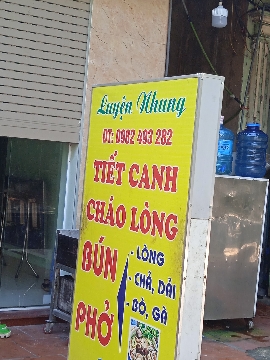 Luyện Nhung
ĐT: 0982 493 282
TIẾT CANH
CHÁO LÒNG
BÚN
PHỞ
- LÒNG
- CHẢ, DẢI
- BÒ, GÀ